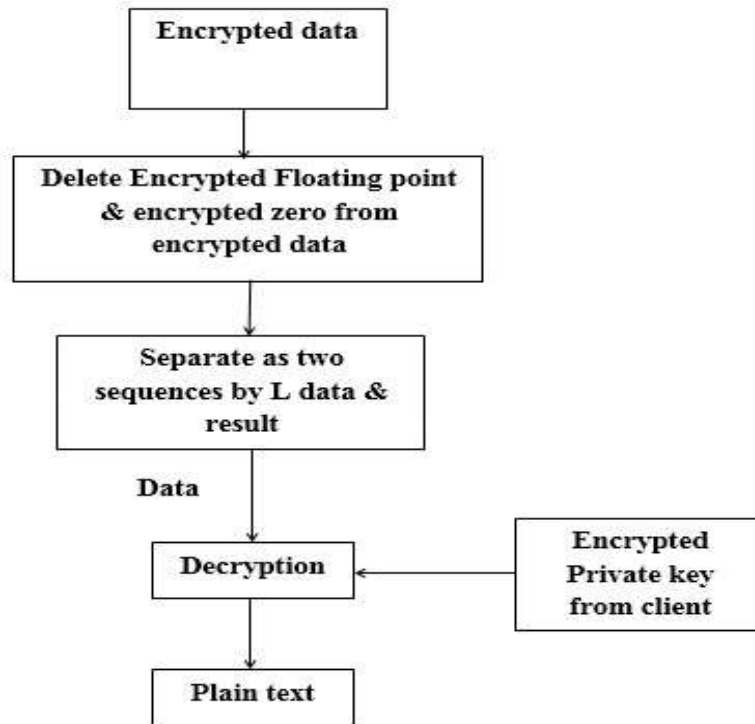 Encrypted data
Delete Encrypted Floating point
& encrypted zero from
encrypted data
Separate as two
sequences by L data &
result
Data
Decryption
Encrypted
Private key
from client
Plain text